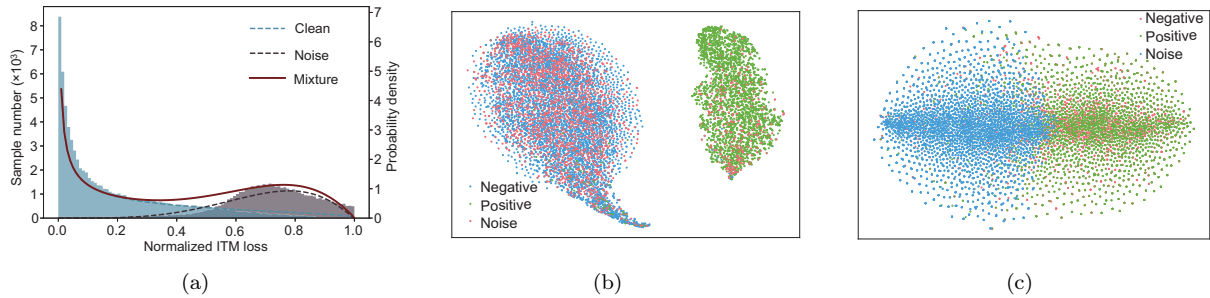 Sample number (×10³)
8
7
6
5
4
3
2
1
0
0.0 0.2 0.4 0.6 0.8 1.0
Normalized ITM loss
7
6
5
4
3
2
1
0
Probability density
Clean
Noise
Mixture
(a)
Negative
Positive
Noise
(b)
Negative
Positive
Noise
(c)